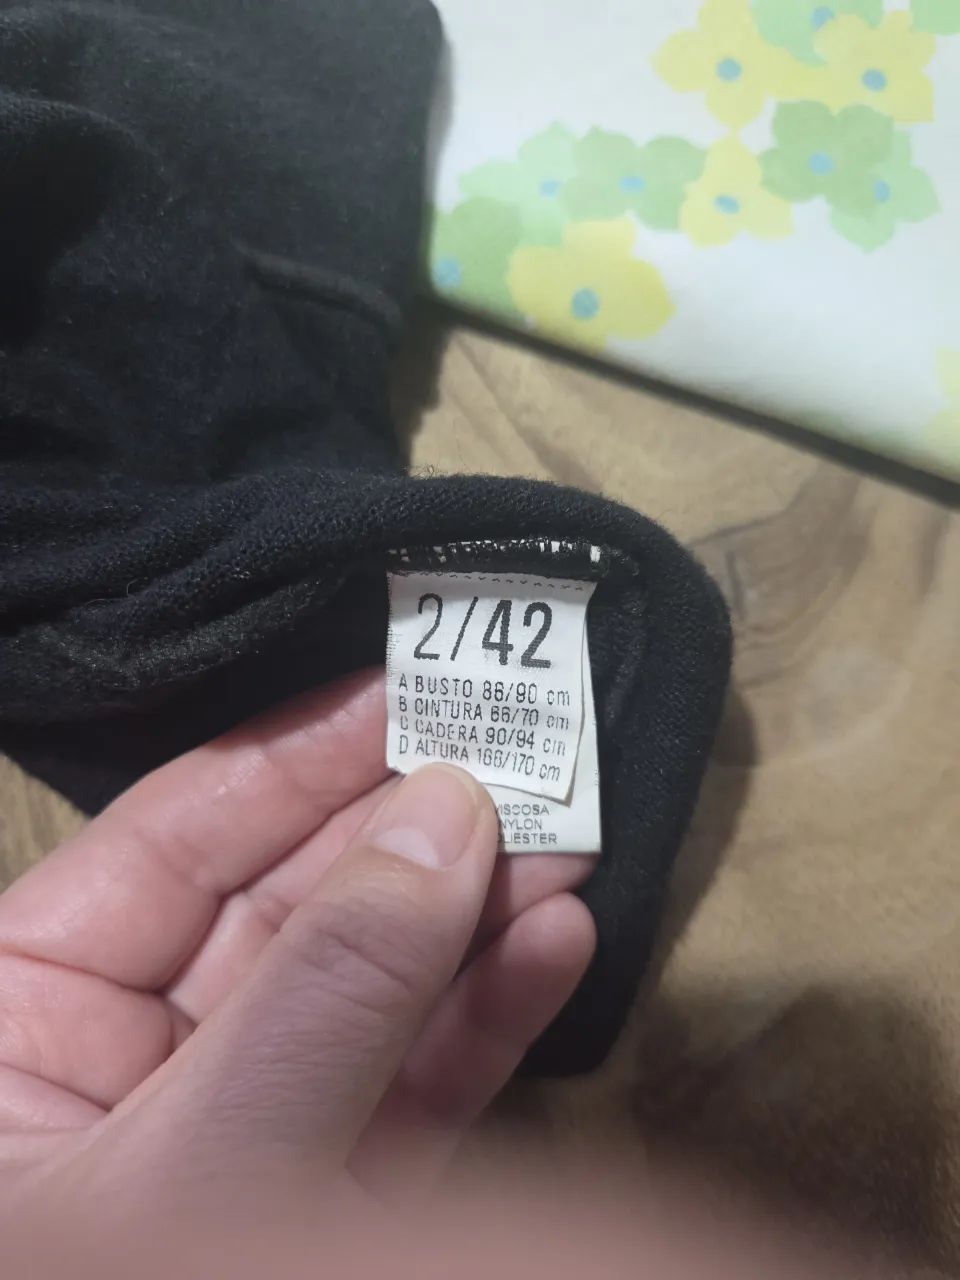 2/42
A BUSTO 86/90 cm
B CINTURA 66/70 cm
C CADERA 90/94 cm
D ALTURA 166/170 cm
VISCOSA
NYLON
OLIESTER